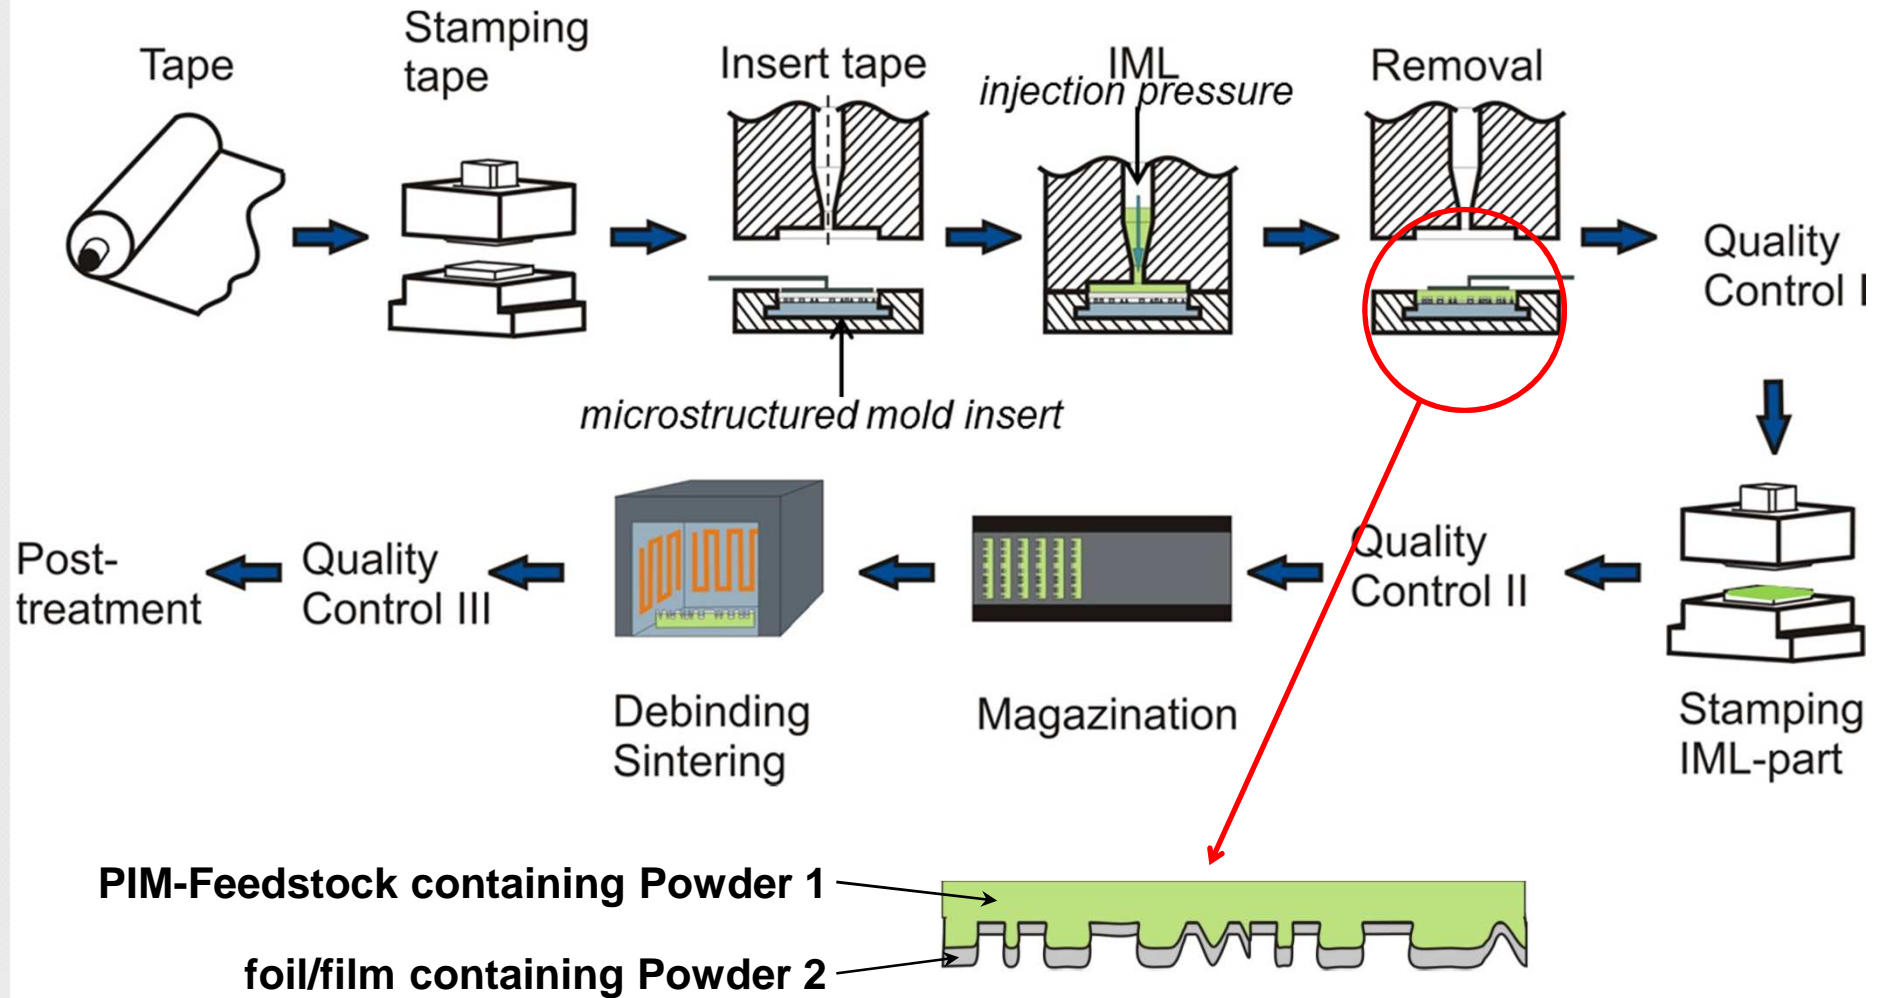 Tape
Stamping
tape
Insert tape
IML
injection pressure
Removal
Quality
Control I
microstructured mold insert
Stamping
IML-part
Quality
Control II
Magazination
Debinding
Sintering
Quality
Control III
Post-
treatment
PIM-Feedstock containing Powder 1
foil/film containing Powder 2